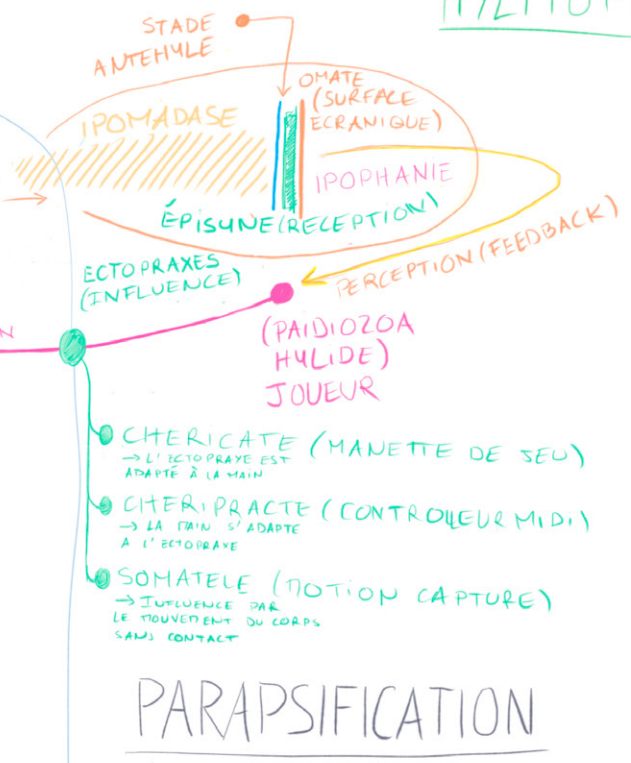 STADE
ANTEHYLE
OMATE
(SURFACE
ECRANIQUE)
IPOMADASE
IPOPHANIE
ÉPISUNE (RECEPTION)
PERCEPTION (FEEDBACK)
ECTOPRAXES
(INFLUENCE)
N
(PAIDIOZOA
HYLIDE)
JOUEUR
CHERICATE (MANETTE DE JEU)
→ L'ECTOPRAXE EST
ADAPTÉ À LA MAIN
CHERIPRACTE (CONTROLLEUR MIDI)
→ LA MAIN S'ADAPTE
A L'ECTOPRAXE
SOMATELE (MOTION CAPTURE)
→ INFLUENCE PAR
LE MOUVEMENT DU CORPS
SANS CONTACT
PARAPSIFICATION